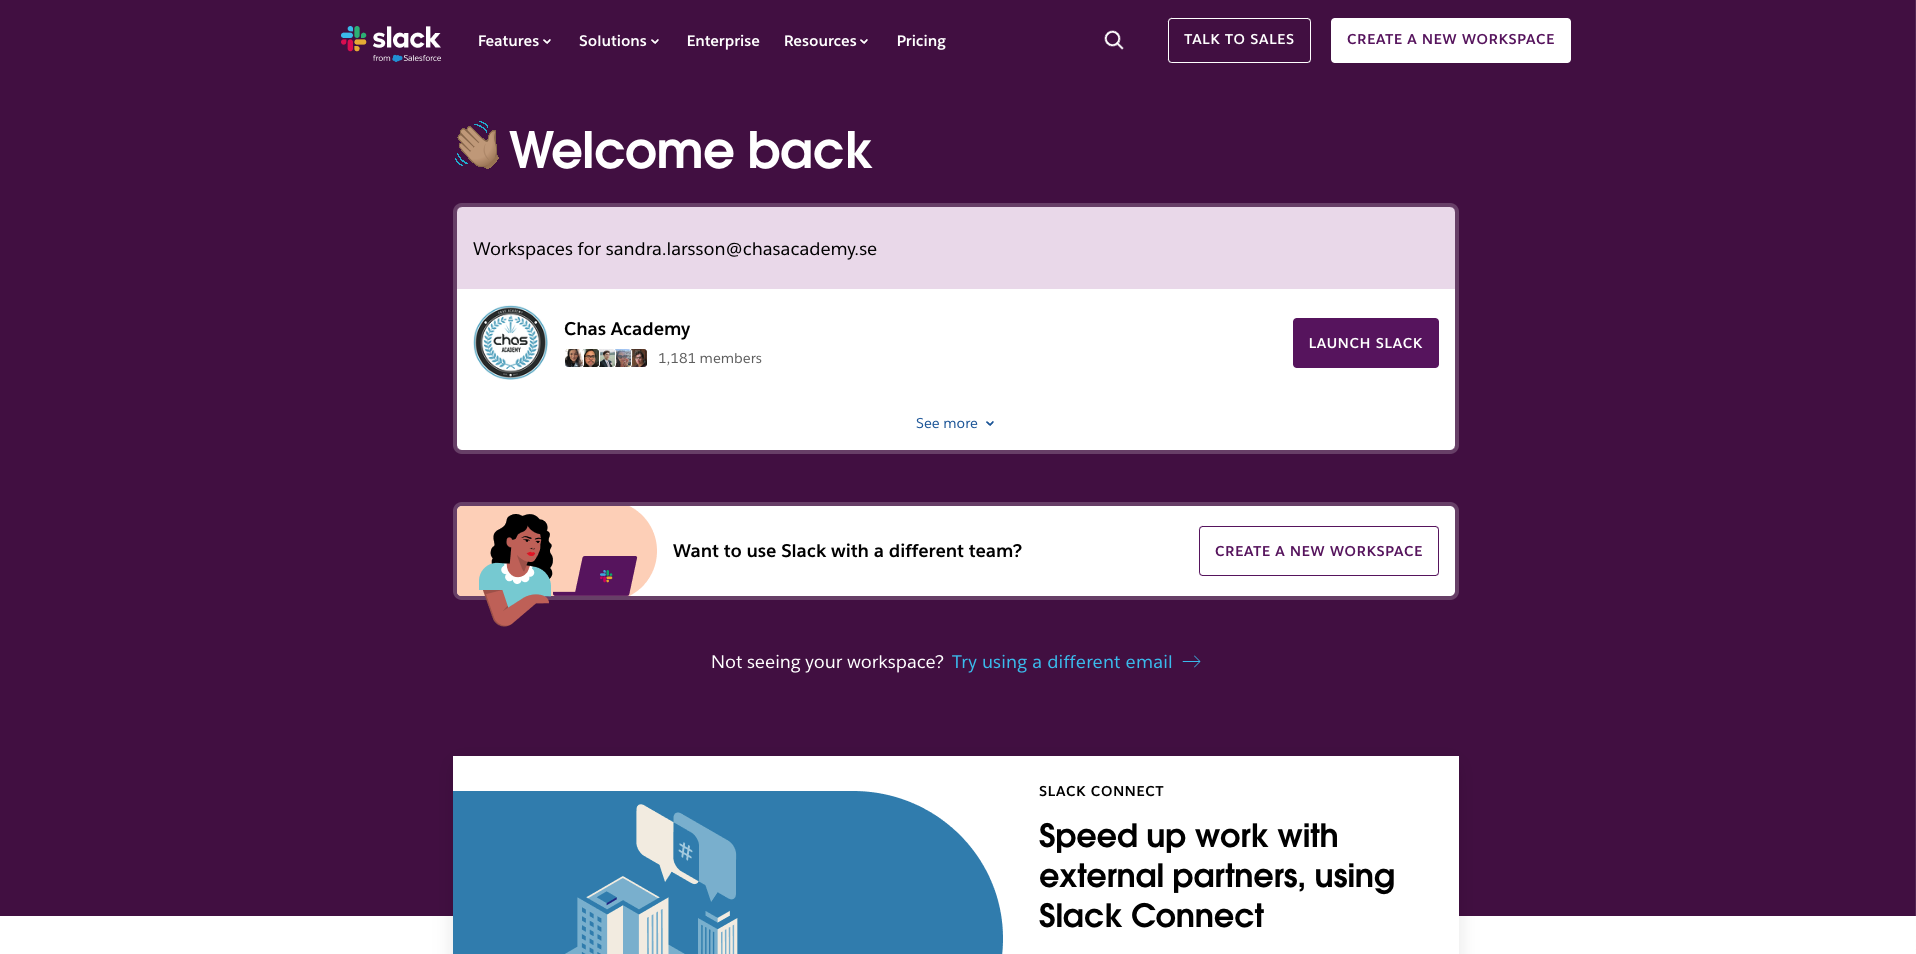 slack
from Salesforce
Features
Solutions
Enterprise
Resources
Pricing
TALK TO SALES
CREATE A NEW WORKSPACE
Welcome back
Workspaces for sandra.larsson@chasacademy.se
chas
ACADEMY
Chas Academy
1,181 members
LAUNCH SLACK
See more
Want to use Slack with a different team?
CREATE A NEW WORKSPACE
Not seeing your workspace? Try using a different email →
SLACK CONNECT
#
Speed up work with
external partners, using
Slack Connect